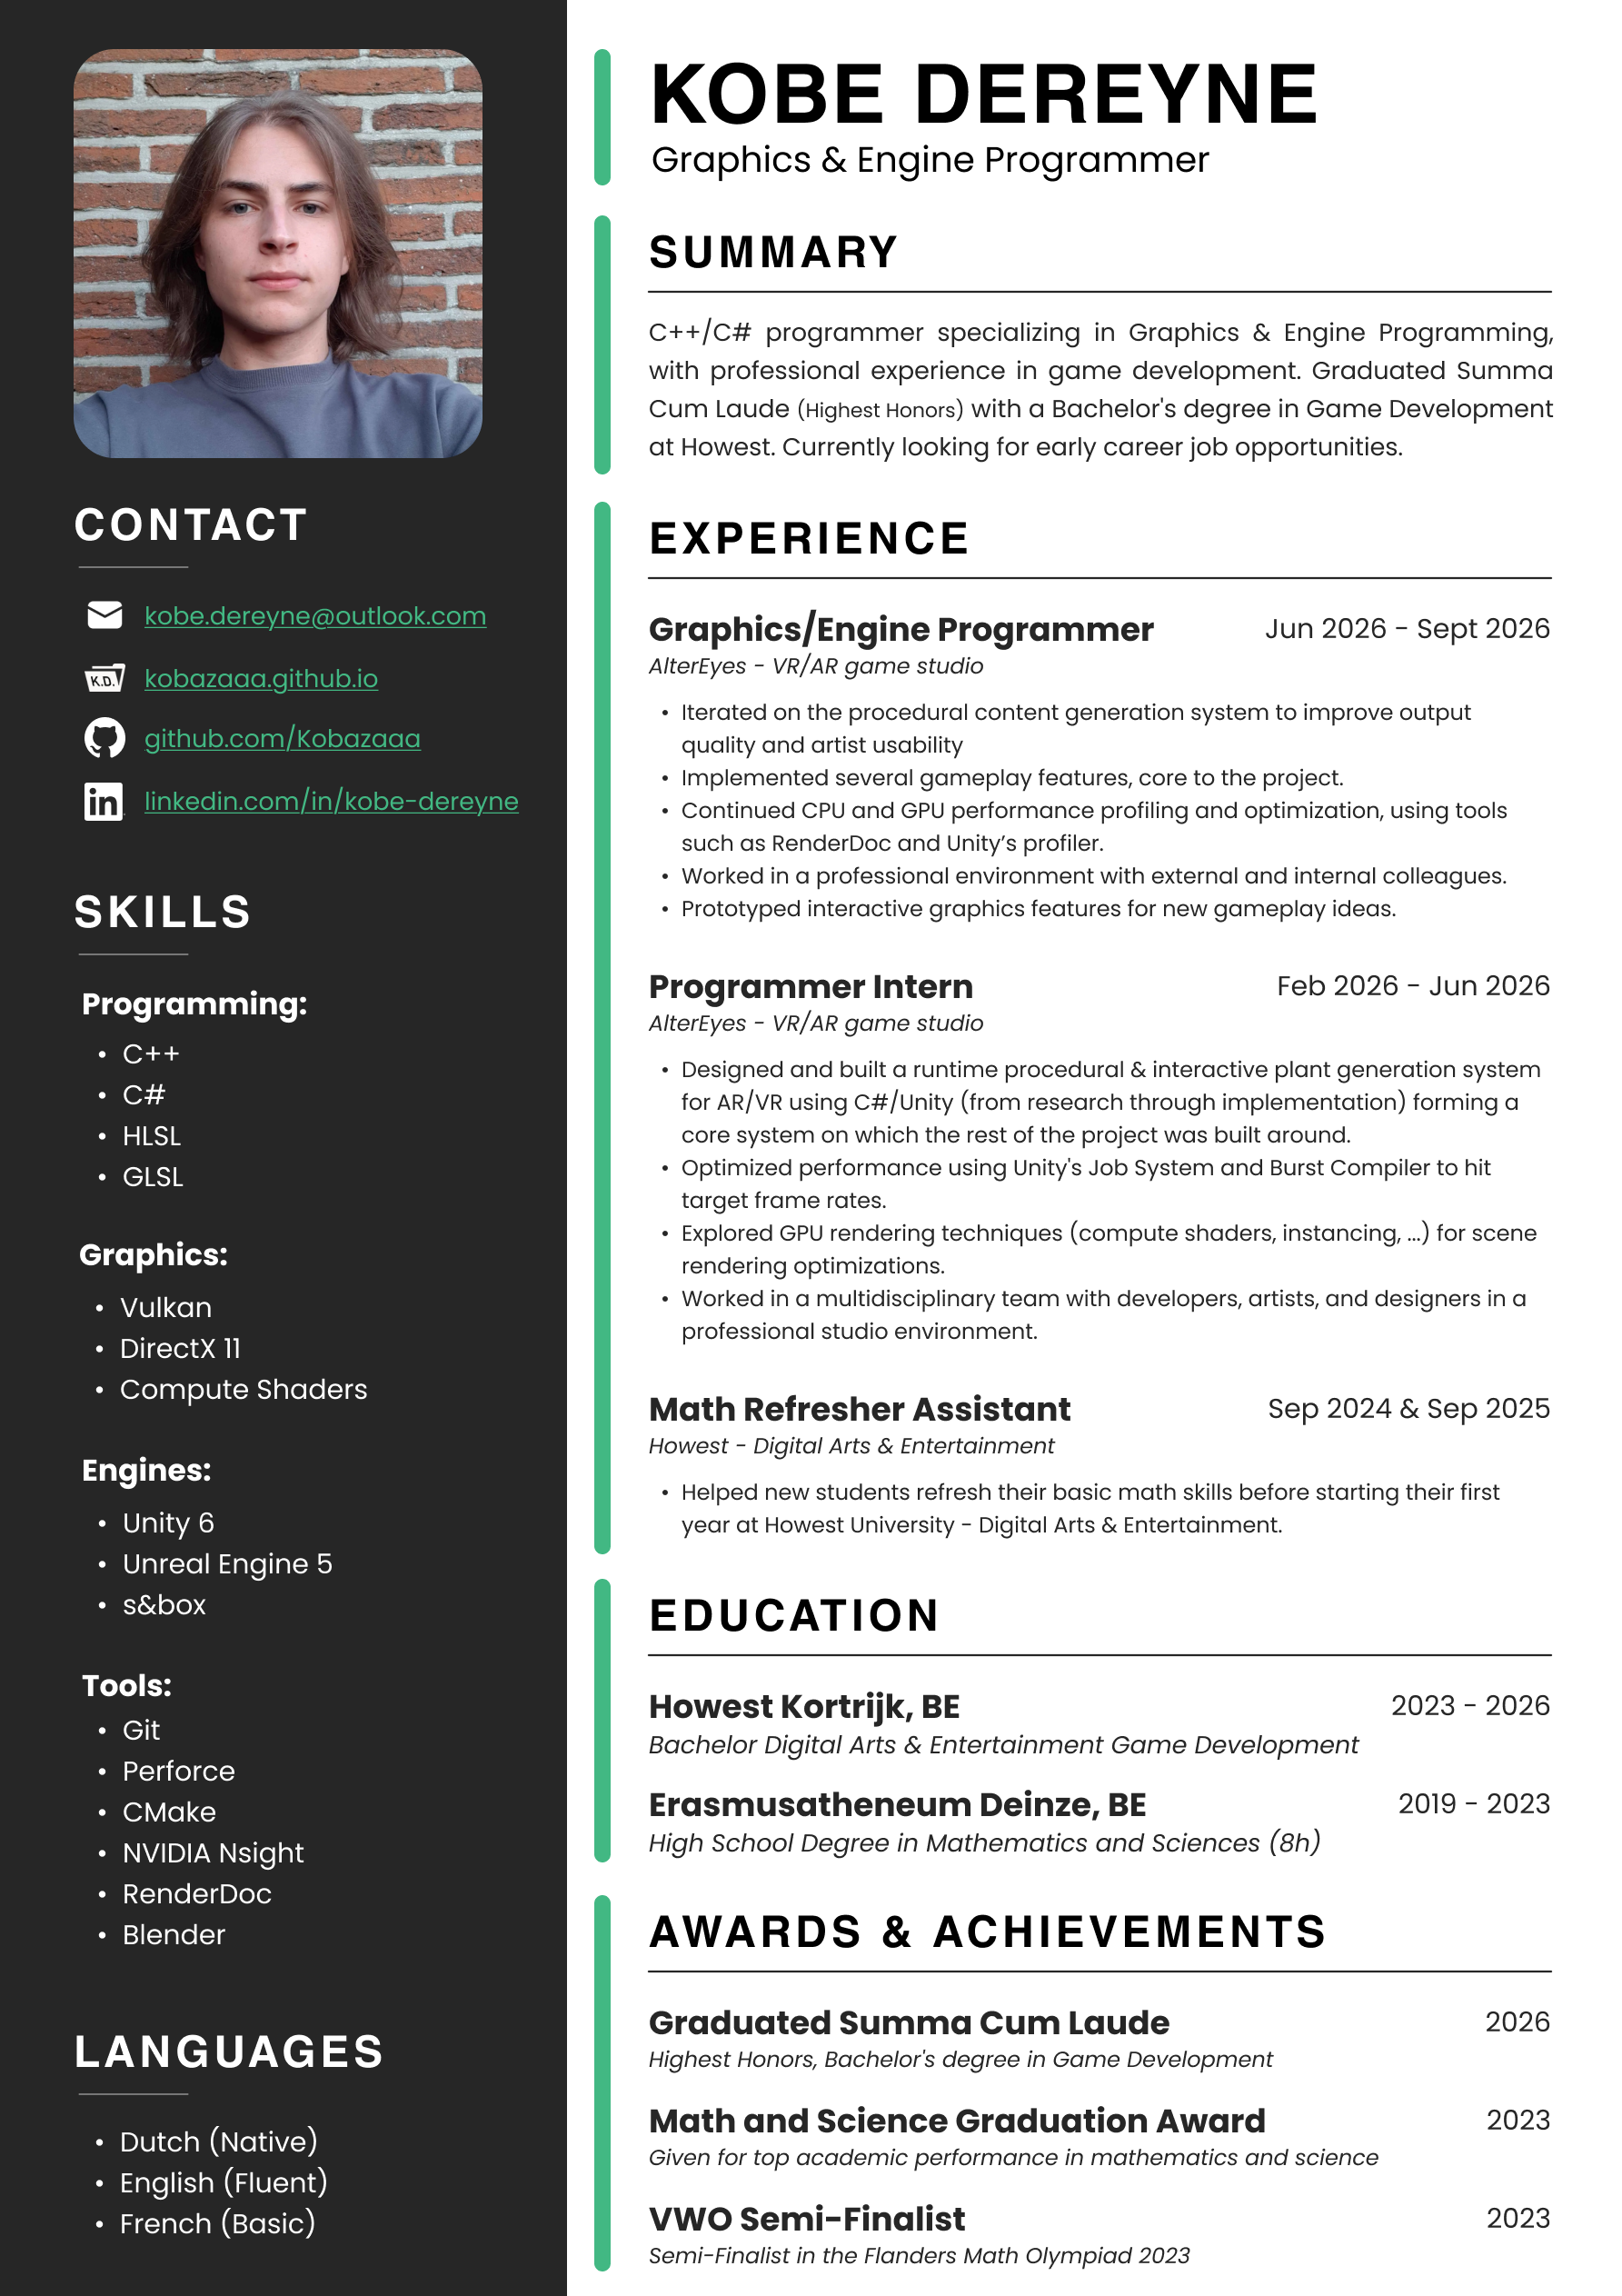 CONTACT
kobe.dereyne@outlook.com
K.D.
kobazaaa.github.io
github.com/Kobazaaa
in
linkedin.com/in/kobe-dereyne
SKILLS
Programming:
• C++
• C#
• HLSL
• GLSL
Graphics:
• Vulkan
• DirectX 11
• Compute Shaders
Engines:
• Unity 6
• Unreal Engine 5
• s&box
Tools:
• Git
• Perforce
• CMake
• NVIDIA Nsight
• RenderDoc
• Blender
LANGUAGES
• Dutch (Native)
• English (Fluent)
• French (Basic)
KOBE DEREYNE
Graphics & Engine Programmer
SUMMARY
C++/C# programmer specializing in Graphics & Engine Programming,
with professional experience in game development. Graduated Summa
Cum Laude (Highest Honors) with a Bachelor's degree in Game Development
at Howest. Currently looking for early career job opportunities.
EXPERIENCE
Graphics/Engine Programmer Jun 2026 - Sept 2026
AlterEyes - VR/AR game studio
• Iterated on the procedural content generation system to improve output
quality and artist usability
• Implemented several gameplay features, core to the project.
• Continued CPU and GPU performance profiling and optimization, using tools
such as RenderDoc and Unity’s profiler.
• Worked in a professional environment with external and internal colleagues.
• Prototyped interactive graphics features for new gameplay ideas.
Programmer Intern Feb 2026 - Jun 2026
AlterEyes - VR/AR game studio
• Designed and built a runtime procedural & interactive plant generation system
for AR/VR using C#/Unity (from research through implementation) forming a
core system on which the rest of the project was built around.
• Optimized performance using Unity's Job System and Burst Compiler to hit
target frame rates.
• Explored GPU rendering techniques (compute shaders, instancing, ...) for scene
rendering optimizations.
• Worked in a multidisciplinary team with developers, artists, and designers in a
professional studio environment.
Math Refresher Assistant Sep 2024 & Sep 2025
Howest - Digital Arts & Entertainment
• Helped new students refresh their basic math skills before starting their first
year at Howest University - Digital Arts & Entertainment.
EDUCATION
Howest Kortrijk, BE 2023 - 2026
Bachelor Digital Arts & Entertainment Game Development
Erasmusatheneum Deinze, BE 2019 - 2023
High School Degree in Mathematics and Sciences (8h)
AWARDS & ACHIEVEMENTS
Graduated Summa Cum Laude 2026
Highest Honors, Bachelor's degree in Game Development
Math and Science Graduation Award 2023
Given for top academic performance in mathematics and science
VWO Semi-Finalist 2023
Semi-Finalist in the Flanders Math Olympiad 2023